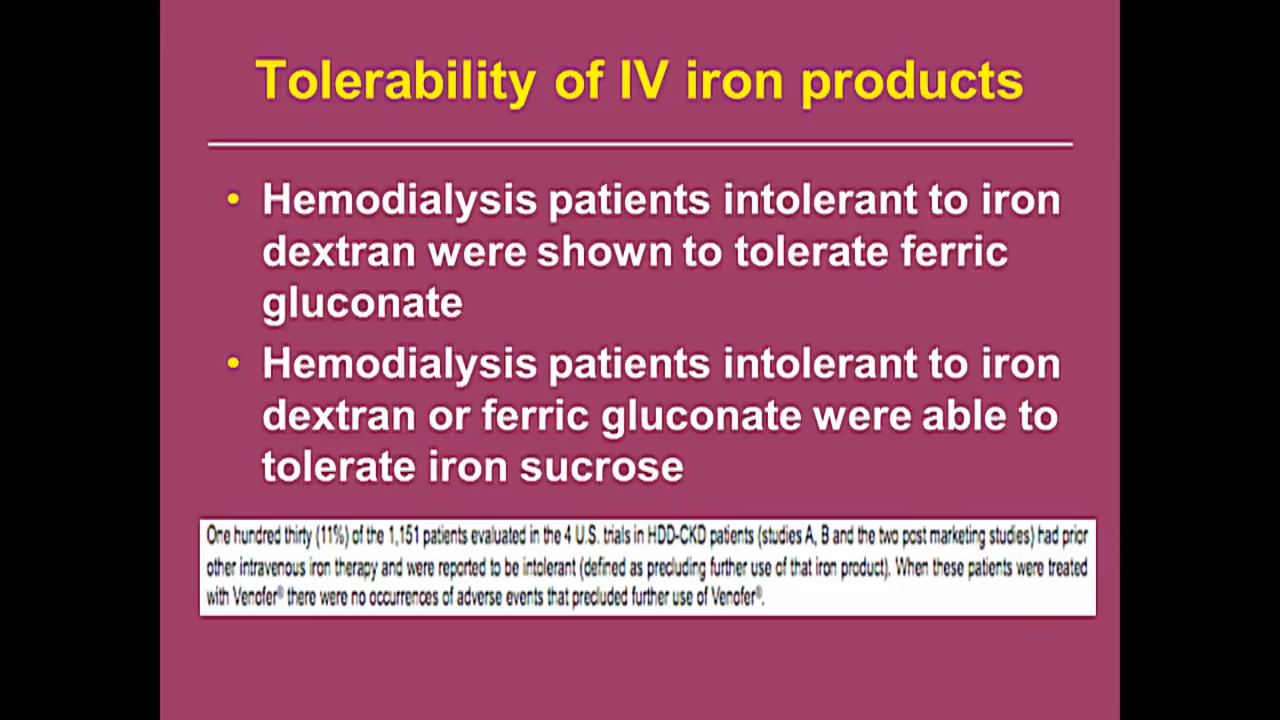 Tolerability of IV iron products
• Hemodialysis patients intolerant to iron
dextran were shown to tolerate ferric
gluconate
• Hemodialysis patients intolerant to iron
dextran or ferric gluconate were able to
tolerate iron sucrose
One hundred thirty (11%) of the 1,151 patients evaluated in the 4 U.S. trials in HDD-CKD patients (studies A, B and the two post marketing studies) had prior
other intravenous iron therapy and were reported to be intolerant (defined as precluding further use of that iron product). When these patients were treated
with Venofer® there were no occurrences of adverse events that precluded further use of Venofer®.